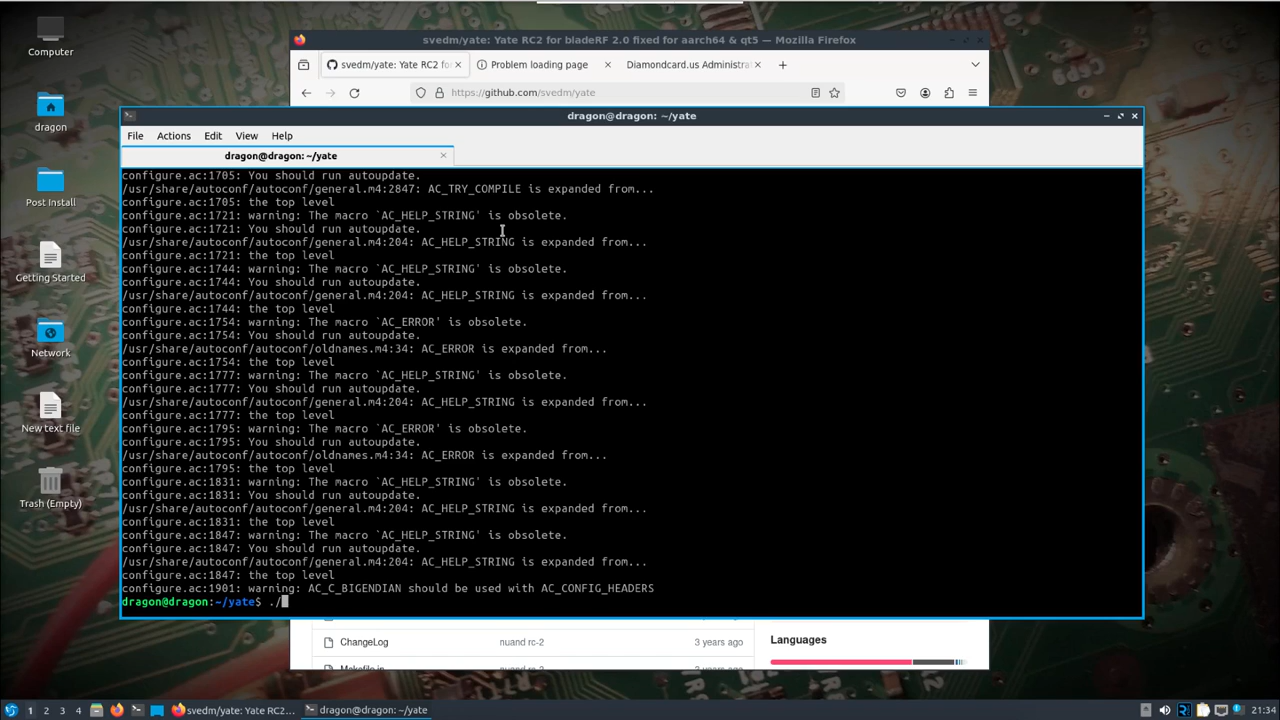 Computer
dragon
Post Install
Getting Started
Network
New text file
Trash (Empty)
svedm/yate: Yate RC2 for bladeRF 2.0 fixed for aarch64 & qt5 — Mozilla Firefox
svedm/yate: Yate RC2 for
Problem loading page
Diamondcard.us Administra
https://github.com/svedm/yate
dragon@dragon: ~/yate
File Actions Edit View Help
dragon@dragon: ~/yate
configure.ac:1705: You should run autoupdate.
/usr/share/autoconf/autoconf/general.m4:2847: AC_TRY_COMPILE is expanded from...
configure.ac:1705: the top level
configure.ac:1721: warning: The macro `AC_HELP_STRING' is obsolete.
configure.ac:1721: You should run autoupdate.
/usr/share/autoconf/autoconf/general.m4:204: AC_HELP_STRING is expanded from...
configure.ac:1721: the top level
configure.ac:1744: warning: The macro `AC_HELP_STRING' is obsolete.
configure.ac:1744: You should run autoupdate.
/usr/share/autoconf/autoconf/general.m4:204: AC_HELP_STRING is expanded from...
configure.ac:1744: the top level
configure.ac:1754: warning: The macro `AC_ERROR' is obsolete.
configure.ac:1754: You should run autoupdate.
/usr/share/autoconf/autoconf/oldnames.m4:34: AC_ERROR is expanded from...
configure.ac:1754: the top level
configure.ac:1777: warning: The macro `AC_HELP_STRING' is obsolete.
configure.ac:1777: You should run autoupdate.
/usr/share/autoconf/autoconf/general.m4:204: AC_HELP_STRING is expanded from...
configure.ac:1777: the top level
configure.ac:1795: warning: The macro `AC_ERROR' is obsolete.
configure.ac:1795: You should run autoupdate.
/usr/share/autoconf/autoconf/oldnames.m4:34: AC_ERROR is expanded from...
configure.ac:1795: the top level
configure.ac:1831: warning: The macro `AC_HELP_STRING' is obsolete.
configure.ac:1831: You should run autoupdate.
/usr/share/autoconf/autoconf/general.m4:204: AC_HELP_STRING is expanded from...
configure.ac:1831: the top level
configure.ac:1847: warning: The macro `AC_HELP_STRING' is obsolete.
configure.ac:1847: You should run autoupdate.
/usr/share/autoconf/autoconf/general.m4:204: AC_HELP_STRING is expanded from...
configure.ac:1847: the top level
configure.ac:1901: warning: AC_C_BIGENDIAN should be used with AC_CONFIG_HEADERS
dragon@dragon:~/yate$ ./
ChangeLog nuand rc-2 3 years ago
Makefile.in nuand rc-2 3 years ago
Languages
1 2 3 4
svedm/yate: Yate RC2...
dragon@dragon: ~/yate
21:34